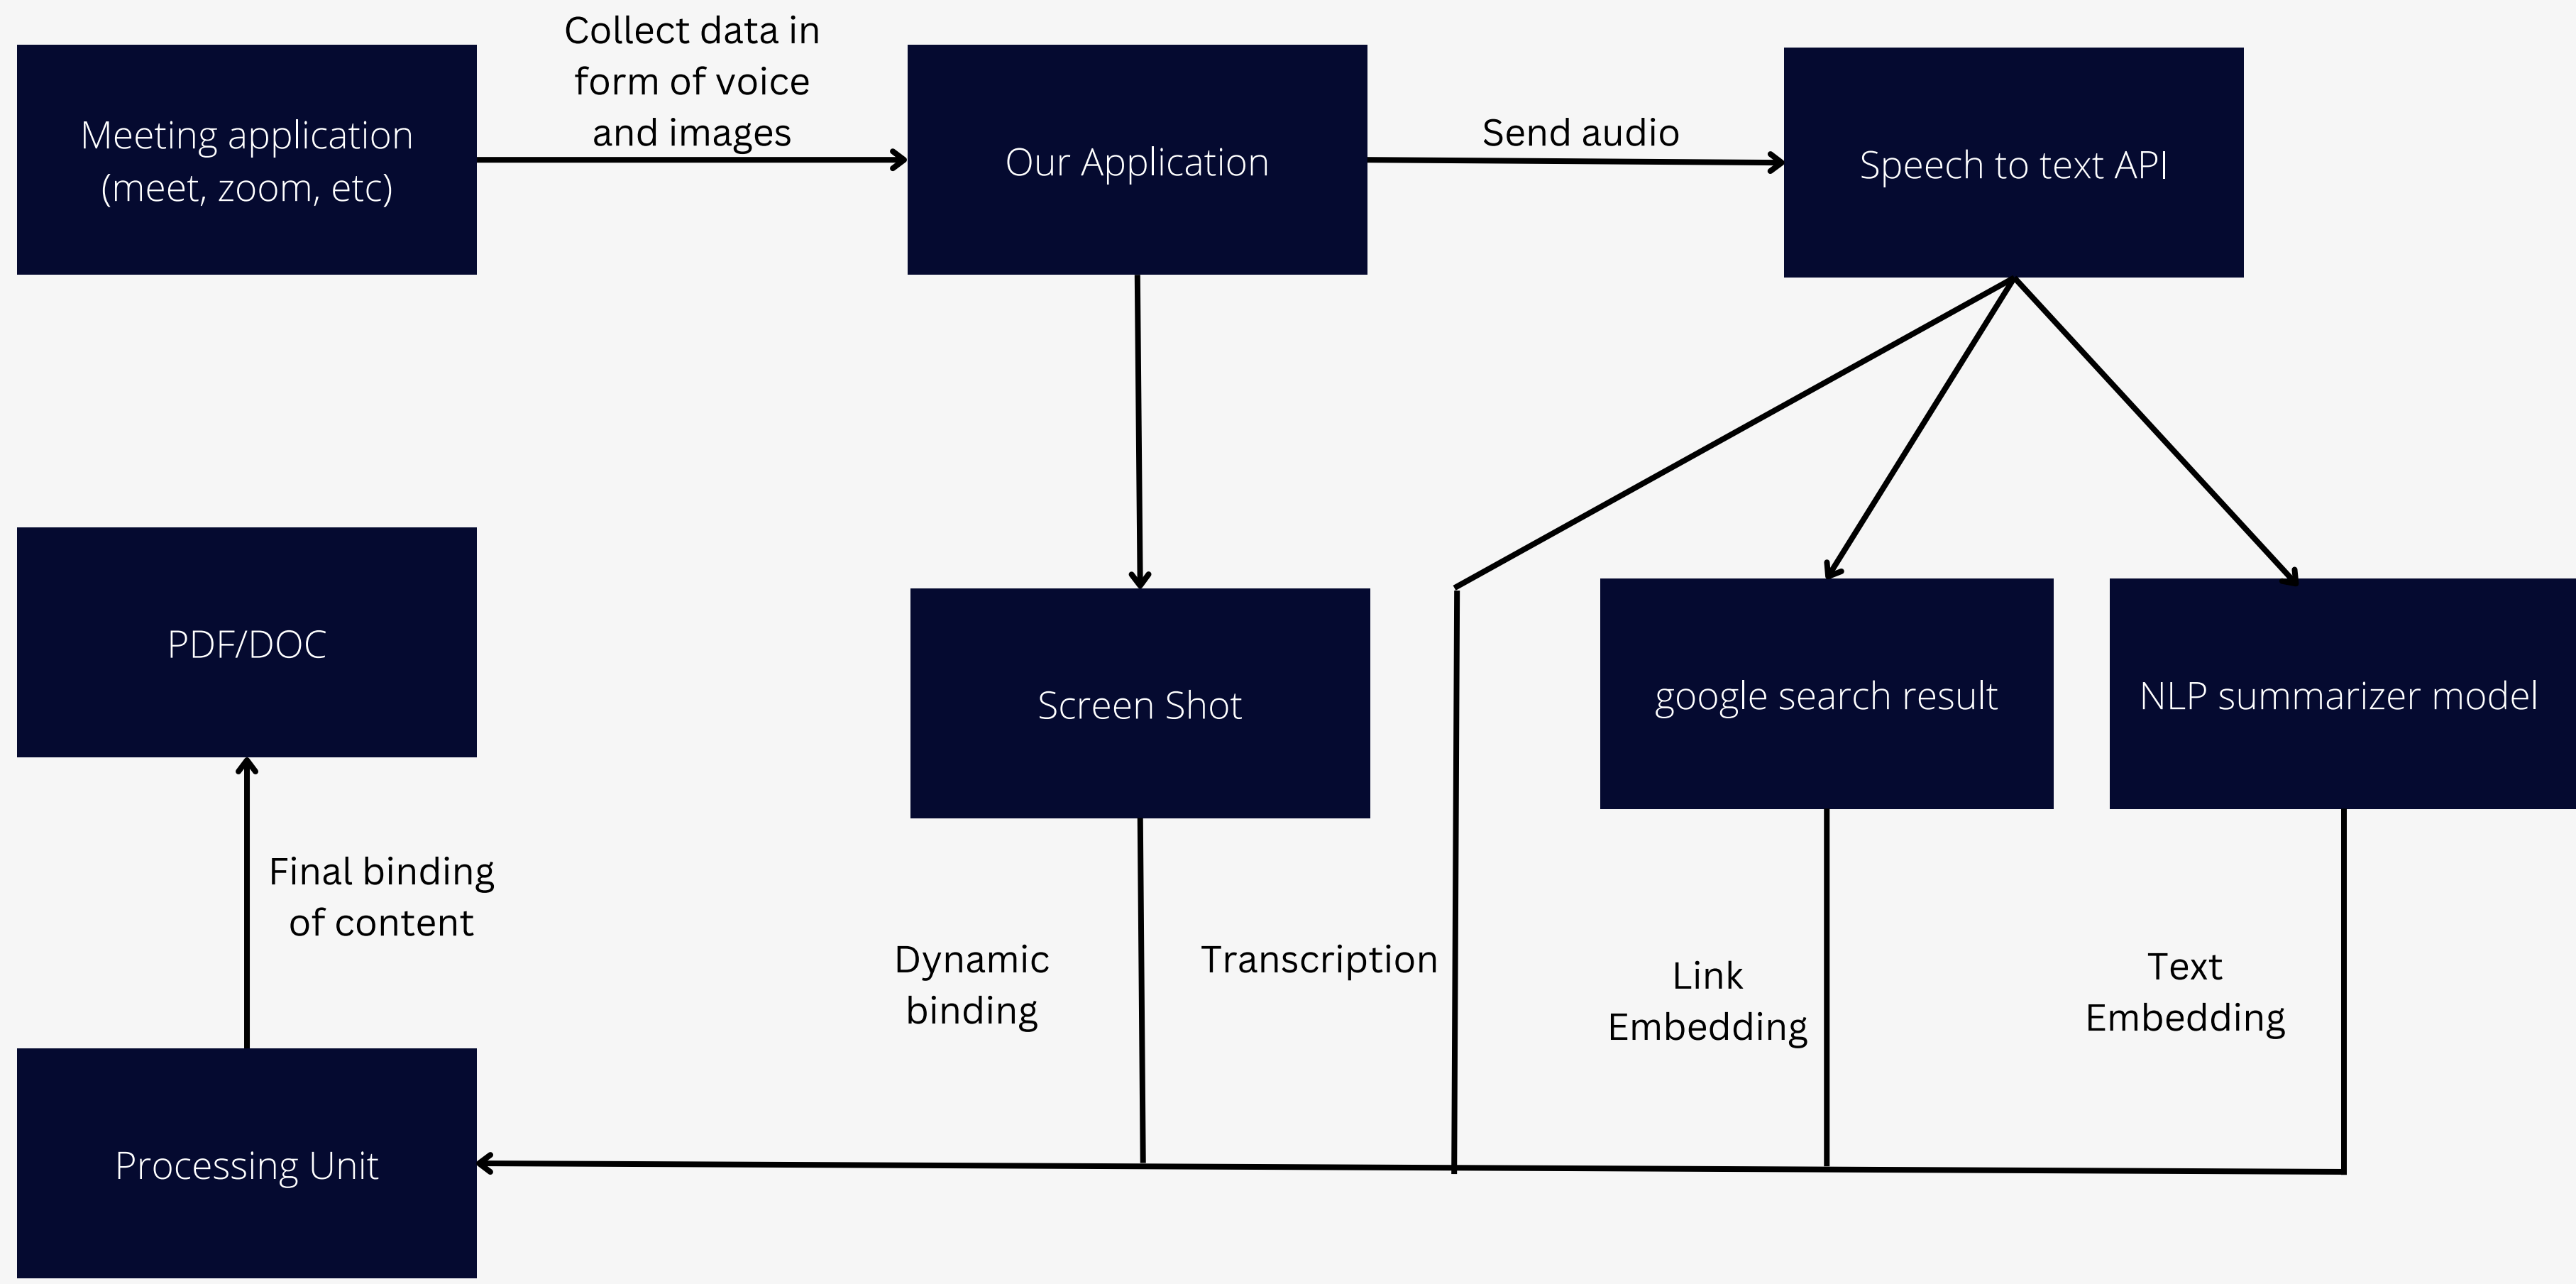 Collect data in
form of voice
and images
Meeting application
(meet, zoom, etc)
Our Application
Send audio
Speech to text API
PDF/DOC
Screen Shot
google search result
NLP summarizer model
Final binding
of content
Dynamic
binding
Transcription
Link
Embedding
Text
Embedding
Processing Unit